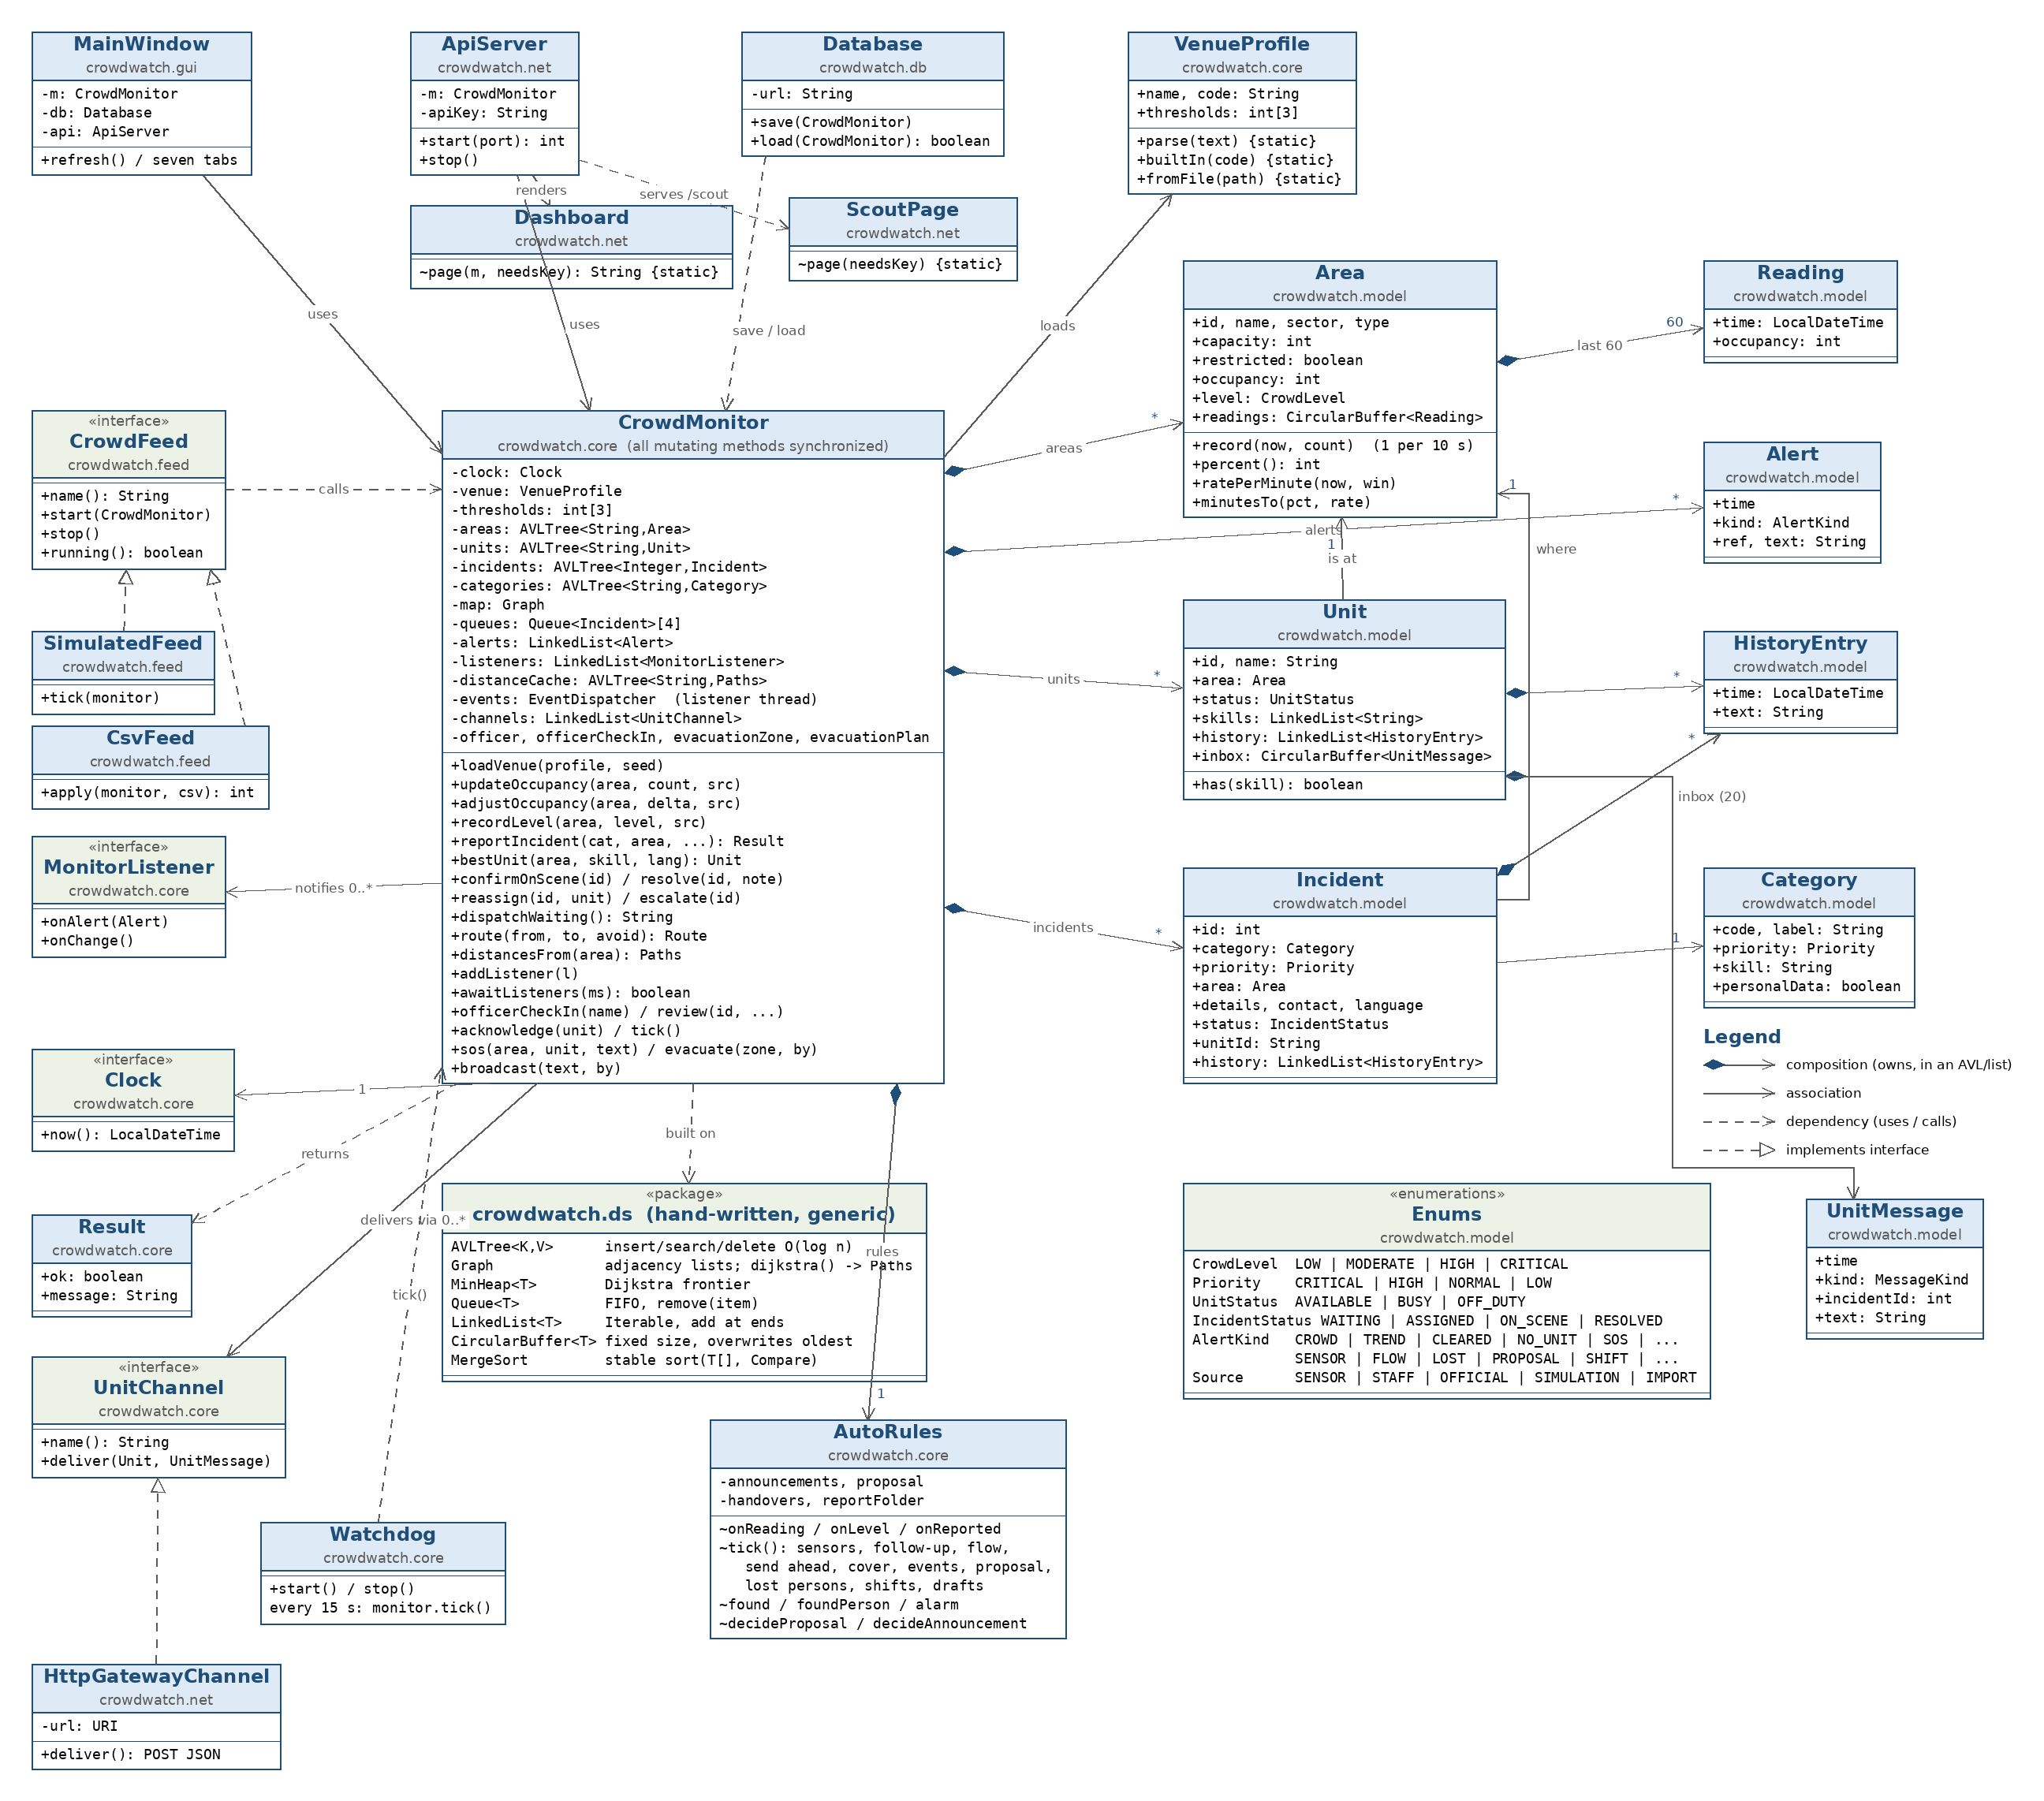 MainWindow
crowdwatch.gui
-m: CrowdMonitor
-db: Database
-api: ApiServer
+refresh() / seven tabs
ApiServer
crowdwatch.net
-m: CrowdMonitor
-apiKey: String
+start(port): int
+stop()
Database
crowdwatch.db
-url: String
+save(CrowdMonitor)
+load(CrowdMonitor): boolean
VenueProfile
crowdwatch.core
+name, code: String
+thresholds: int[3]
+parse(text) {static}
+builtIn(code) {static}
+fromFile(path) {static}
renders
serves /scout
Dashboard
crowdwatch.net
~page(m, needsKey): String {static}
ScoutPage
crowdwatch.net
~page(needsKey) {static}
uses
uses
save / load
loads
Area
crowdwatch.model
+id, name, sector, type
+capacity: int
+restricted: boolean
+occupancy: int
+level: CrowdLevel
+readings: CircularBuffer<Reading>
+record(now, count)  (1 per 10 s)
+percent(): int
+ratePerMinute(now, win)
+minutesTo(pct, rate)
60
last 60
Reading
crowdwatch.model
+time: LocalDateTime
+occupancy: int
«interface»
CrowdFeed
crowdwatch.feed
+name(): String
+start(CrowdMonitor)
+stop()
+running(): boolean
calls
CrowdMonitor
crowdwatch.core  (all mutating methods synchronized)
-clock: Clock
-venue: VenueProfile
-thresholds: int[3]
-areas: AVLTree<String,Area>
-units: AVLTree<String,Unit>
-incidents: AVLTree<Integer,Incident>
-categories: AVLTree<String,Category>
-map: Graph
-queues: Queue<Incident>[4]
-alerts: LinkedList<Alert>
-listeners: LinkedList<MonitorListener>
-distanceCache: AVLTree<String,Paths>
-events: EventDispatcher  (listener thread)
-channels: LinkedList<UnitChannel>
-officer, officerCheckIn, evacuationZone, evacuationPlan
+loadVenue(profile, seed)
+updateOccupancy(area, count, src)
+adjustOccupancy(area, delta, src)
+recordLevel(area, level, src)
+reportIncident(cat, area, ...): Result
+bestUnit(area, skill, lang): Unit
+confirmOnScene(id) / resolve(id, note)
+reassign(id, unit) / escalate(id)
+dispatchWaiting(): String
+route(from, to, avoid): Route
+distancesFrom(area): Paths
+addListener(l)
+awaitListeners(ms): boolean
+officerCheckIn(name) / review(id, ...)
+acknowledge(unit) / tick()
+sos(area, unit, text) / evacuate(zone, by)
+broadcast(text, by)
*
areas
alerts
*
units
*
incidents
*
1
is at
1
where
Alert
crowdwatch.model
+time
+kind: AlertKind
+ref, text: String
Unit
crowdwatch.model
+id, name: String
+area: Area
+status: UnitStatus
+skills: LinkedList<String>
+history: LinkedList<HistoryEntry>
+inbox: CircularBuffer<UnitMessage>
+has(skill): boolean
*
*
inbox (20)
HistoryEntry
crowdwatch.model
+time: LocalDateTime
+text: String
SimulatedFeed
crowdwatch.feed
+tick(monitor)
CsvFeed
crowdwatch.feed
+apply(monitor, csv): int
«interface»
MonitorListener
crowdwatch.core
+onAlert(Alert)
+onChange()
notifies 0..*
Incident
crowdwatch.model
+id: int
+category: Category
+priority: Priority
+area: Area
+details, contact, language
+status: IncidentStatus
+unitId: String
+history: LinkedList<HistoryEntry>
1
Category
crowdwatch.model
+code, label: String
+priority: Priority
+skill: String
+personalData: boolean
Legend
composition (owns, in an AVL/list)
association
dependency (uses / calls)
implements interface
«interface»
Clock
crowdwatch.core
+now(): LocalDateTime
1
returns
built on
Result
crowdwatch.core
+ok: boolean
+message: String
delivers via 0..*
tick()
rules
1
«package»
crowdwatch.ds  (hand-written, generic)
AVLTree<K,V>      insert/search/delete O(log n)
Graph             adjacency lists; dijkstra() -> Paths
MinHeap<T>        Dijkstra frontier
Queue<T>          FIFO, remove(item)
LinkedList<T>     Iterable, add at ends
CircularBuffer<T> fixed size, overwrites oldest
MergeSort         stable sort(T[], Compare)
«enumerations»
Enums
crowdwatch.model
CrowdLevel  LOW | MODERATE | HIGH | CRITICAL
Priority    CRITICAL | HIGH | NORMAL | LOW
UnitStatus  AVAILABLE | BUSY | OFF_DUTY
IncidentStatus WAITING | ASSIGNED | ON_SCENE | RESOLVED
AlertKind   CROWD | TREND | CLEARED | NO_UNIT | SOS | ...
SENSOR | FLOW | LOST | PROPOSAL | SHIFT | ...
Source      SENSOR | STAFF | OFFICIAL | SIMULATION | IMPORT
UnitMessage
crowdwatch.model
+time
+kind: MessageKind
+incidentId: int
+text: String
«interface»
UnitChannel
crowdwatch.core
+name(): String
+deliver(Unit, UnitMessage)
AutoRules
crowdwatch.core
-announcements, proposal
-handovers, reportFolder
~onReading / onLevel / onReported
~tick(): sensors, follow-up, flow,
send ahead, cover, events, proposal,
lost persons, shifts, drafts
~found / foundPerson / alarm
~decideProposal / decideAnnouncement
Watchdog
crowdwatch.core
+start() / stop()
every 15 s: monitor.tick()
HttpGatewayChannel
crowdwatch.net
-url: URI
+deliver(): POST JSON